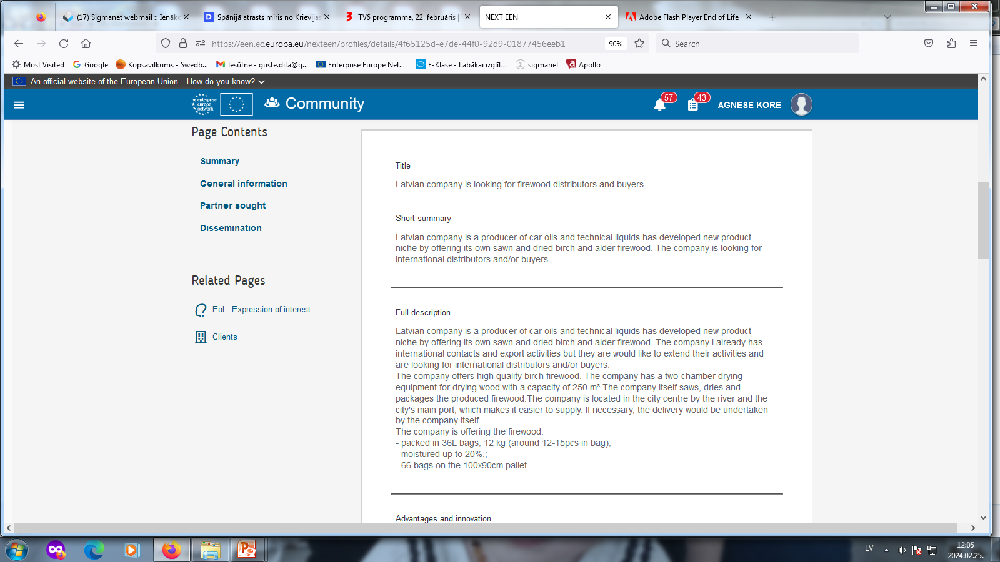 (17) Sigmanet webmail :: Ienāko
Spānijā atrasts miris no Krievijas
TV6 programma, 22. februāris |
NEXT EEN
Adobe Flash Player End of Life
https://een.ec.europa.eu/nexteen/profiles/details/4f65125d-e7de-44f0-92d9-01877456eeb1
90%
Search
Most Visited
Google
Kopsavilkums - Swedb...
Iesūtne - guste.dita@g...
Enterprise Europe Net...
E-Klase - Labākai izglīt...
sigmanet
Apollo
An official website of the European Union
How do you know?
enterprise
europe
network
Community
57
43
AGNESE KORE
Page Contents
Summary
General information
Partner sought
Dissemination
Related Pages
EoI - Expression of interest
Clients
Title
Latvian company is looking for firewood distributors and buyers.
Short summary
Latvian company is a producer of car oils and technical liquids has developed new product
niche by offering its own sawn and dried birch and alder firewood. The company is looking for
international distributors and/or buyers.
Full description
Latvian company is a producer of car oils and technical liquids has developed new product
niche by offering its own sawn and dried birch and alder firewood. The company i already has
international contacts and export activities but they are would like to extend their activities and
are looking for international distributors and/or buyers.
The company offers high quality birch firewood. The company has a two-chamber drying
equipment for drying wood with a capacity of 250 m³.The company itself saws, dries and
packages the produced firewood.The company is located in the city centre by the river and the
city's main port, which makes it easier to supply. If necessary, the delivery would be undertaken
by the company itself.
The company is offering the firewood:
- packed in 36L bags, 12 kg (around 12-15pcs in bag);
- moistured up to 20%.;
- 66 bags on the 100x90cm pallet.
Advantages and innovation
LV
12:05
2024.02.25.